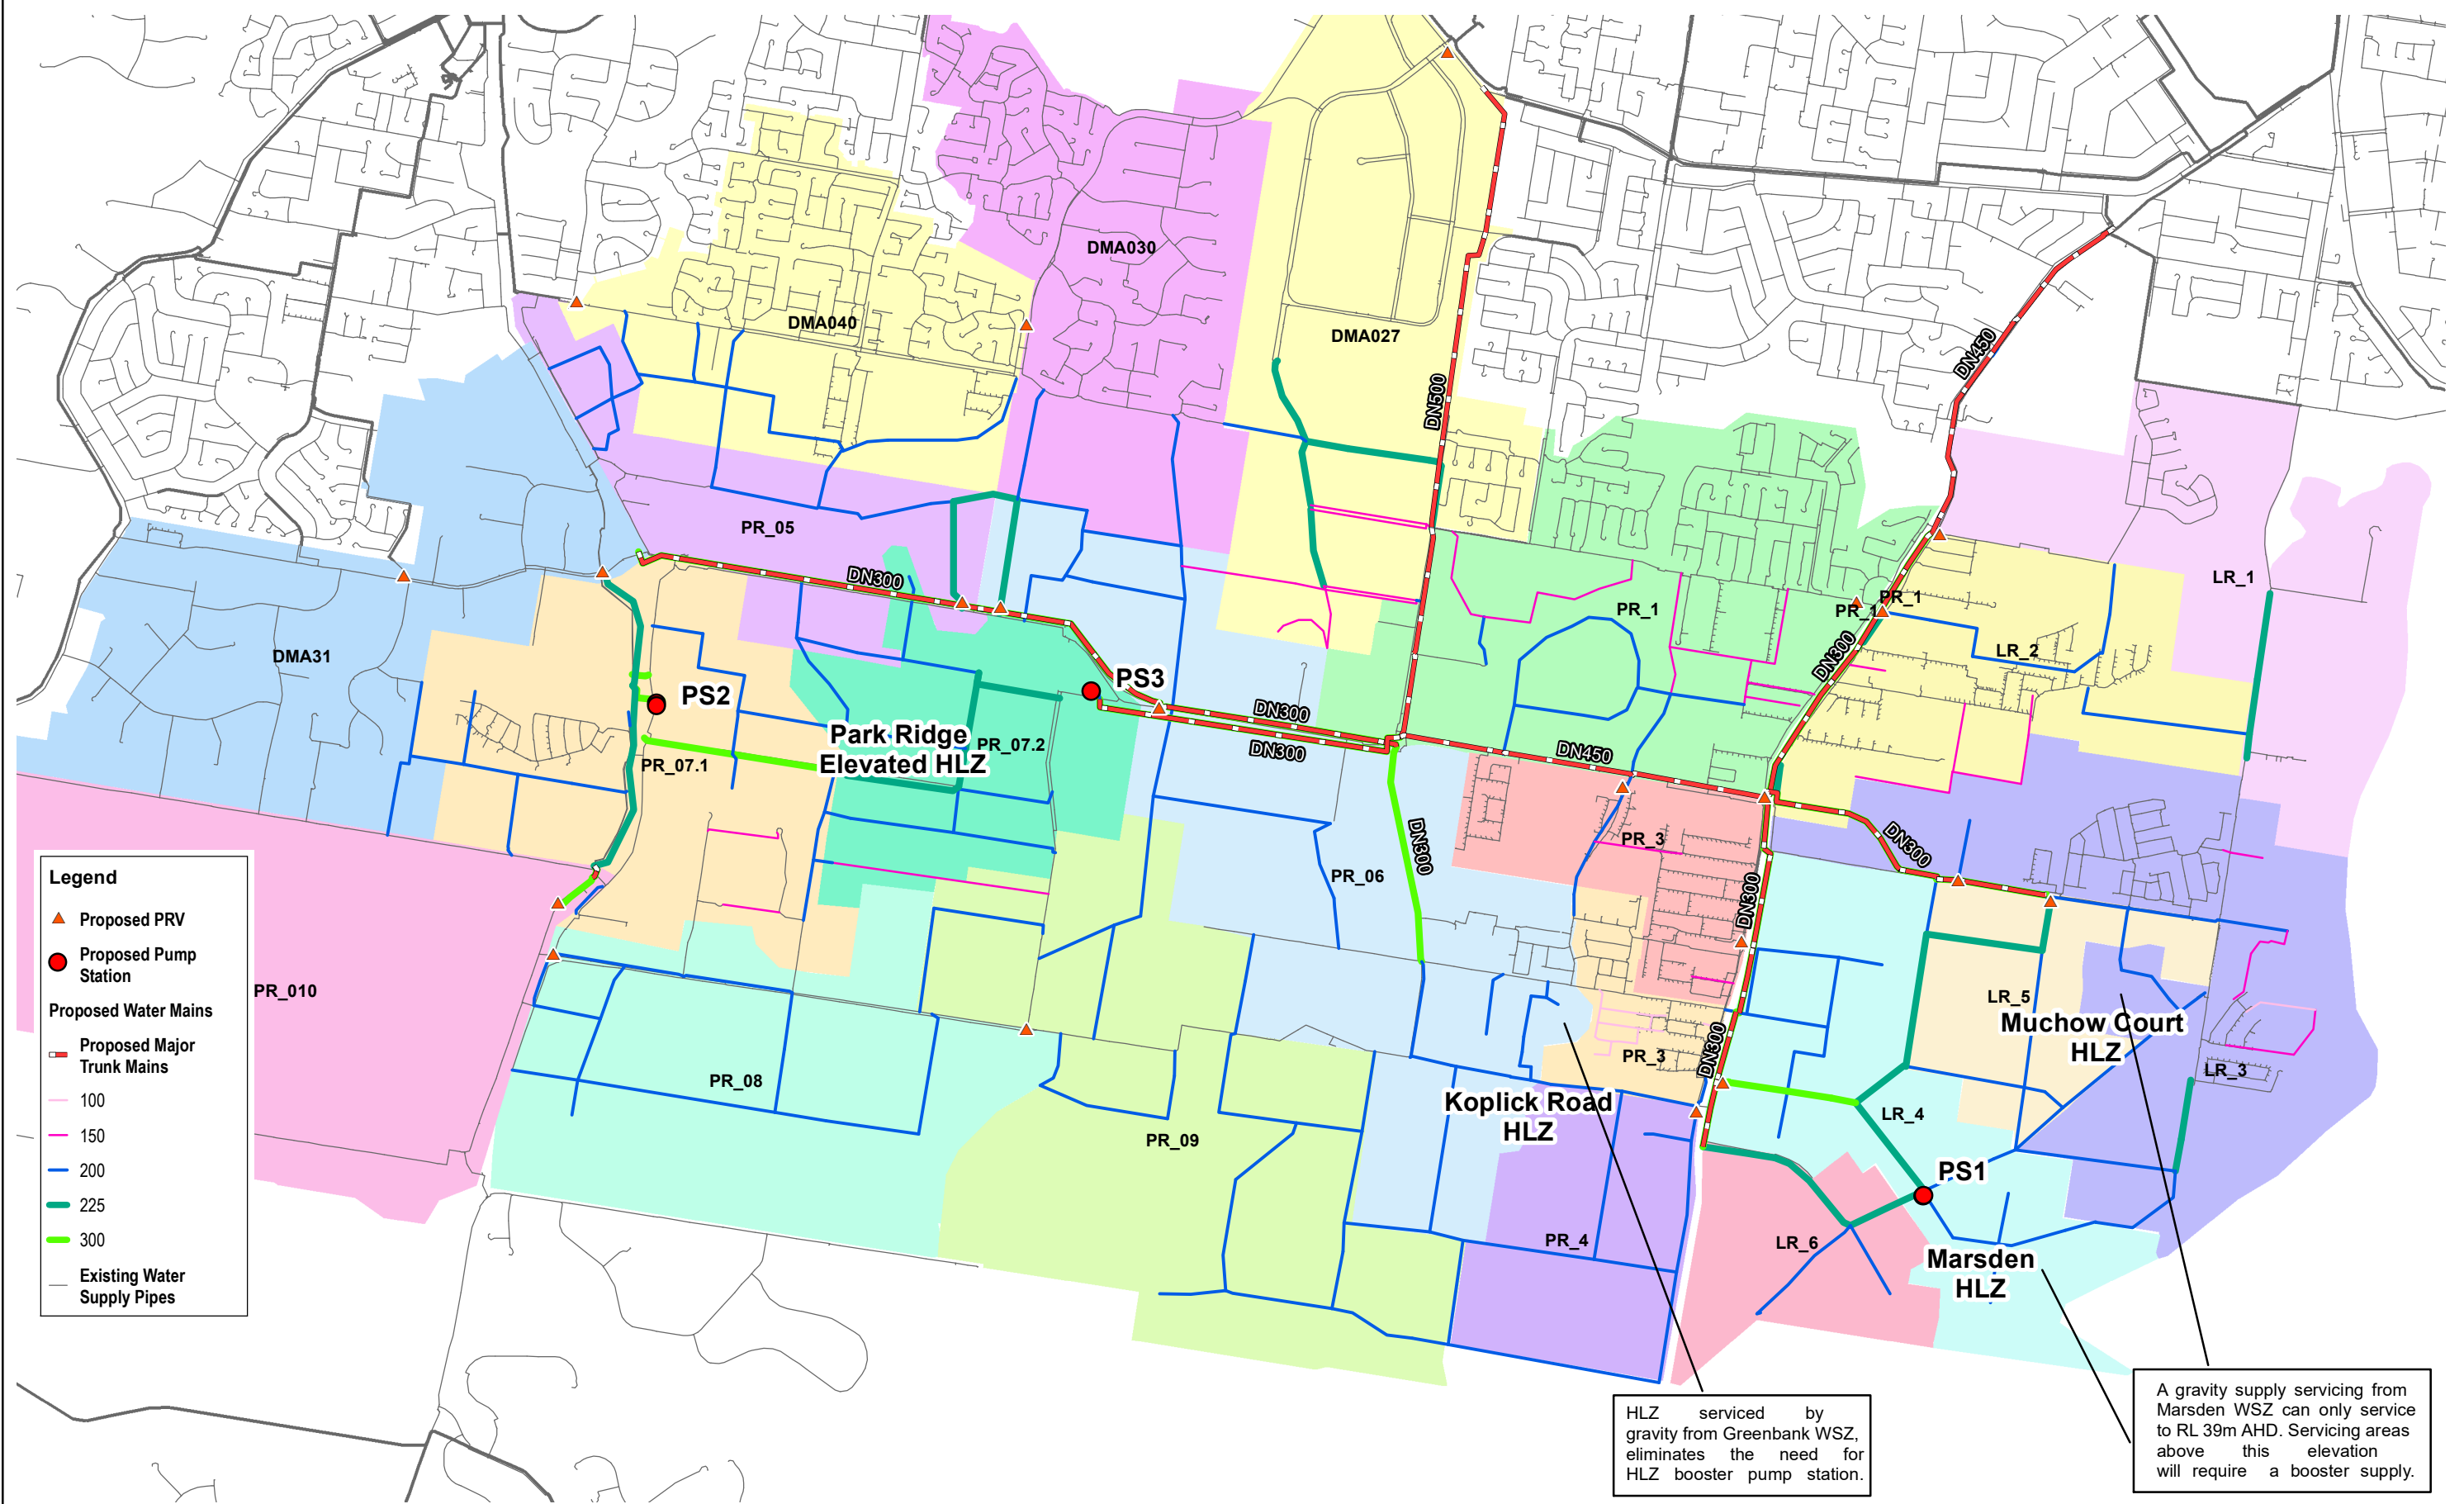 DMA030
DMA040
DMA027
DN450
DN500
PR_05
DN300
LR_1
PR_1
PR_1
PR_1
DN300
LR_2
DMA31
PS2
PS3
DN300
DN300
DN450
Park Ridge
Elevated HLZ
PR_07.2
PR_07.1
DN300
PR_3
DN300
PR_06
DN300
PR_010
LR_5
Muchow Court
HLZ
DN300
PR_3
LR_3
PR_08
Koplick Road
HLZ
LR_4
PR_09
PS1
PR_4
LR_6
Marsden
HLZ
Legend
Proposed PRV
Proposed Pump
Station
Proposed Water Mains
Proposed Major
Trunk Mains
100
150
200
225
300
Existing Water
Supply Pipes
HLZ serviced by
gravity from Greenbank WSZ,
eliminates the need for
HLZ booster pump station.
A gravity supply servicing from
Marsden WSZ can only service
to RL 39m AHD. Servicing areas
above this elevation
will require a booster supply.